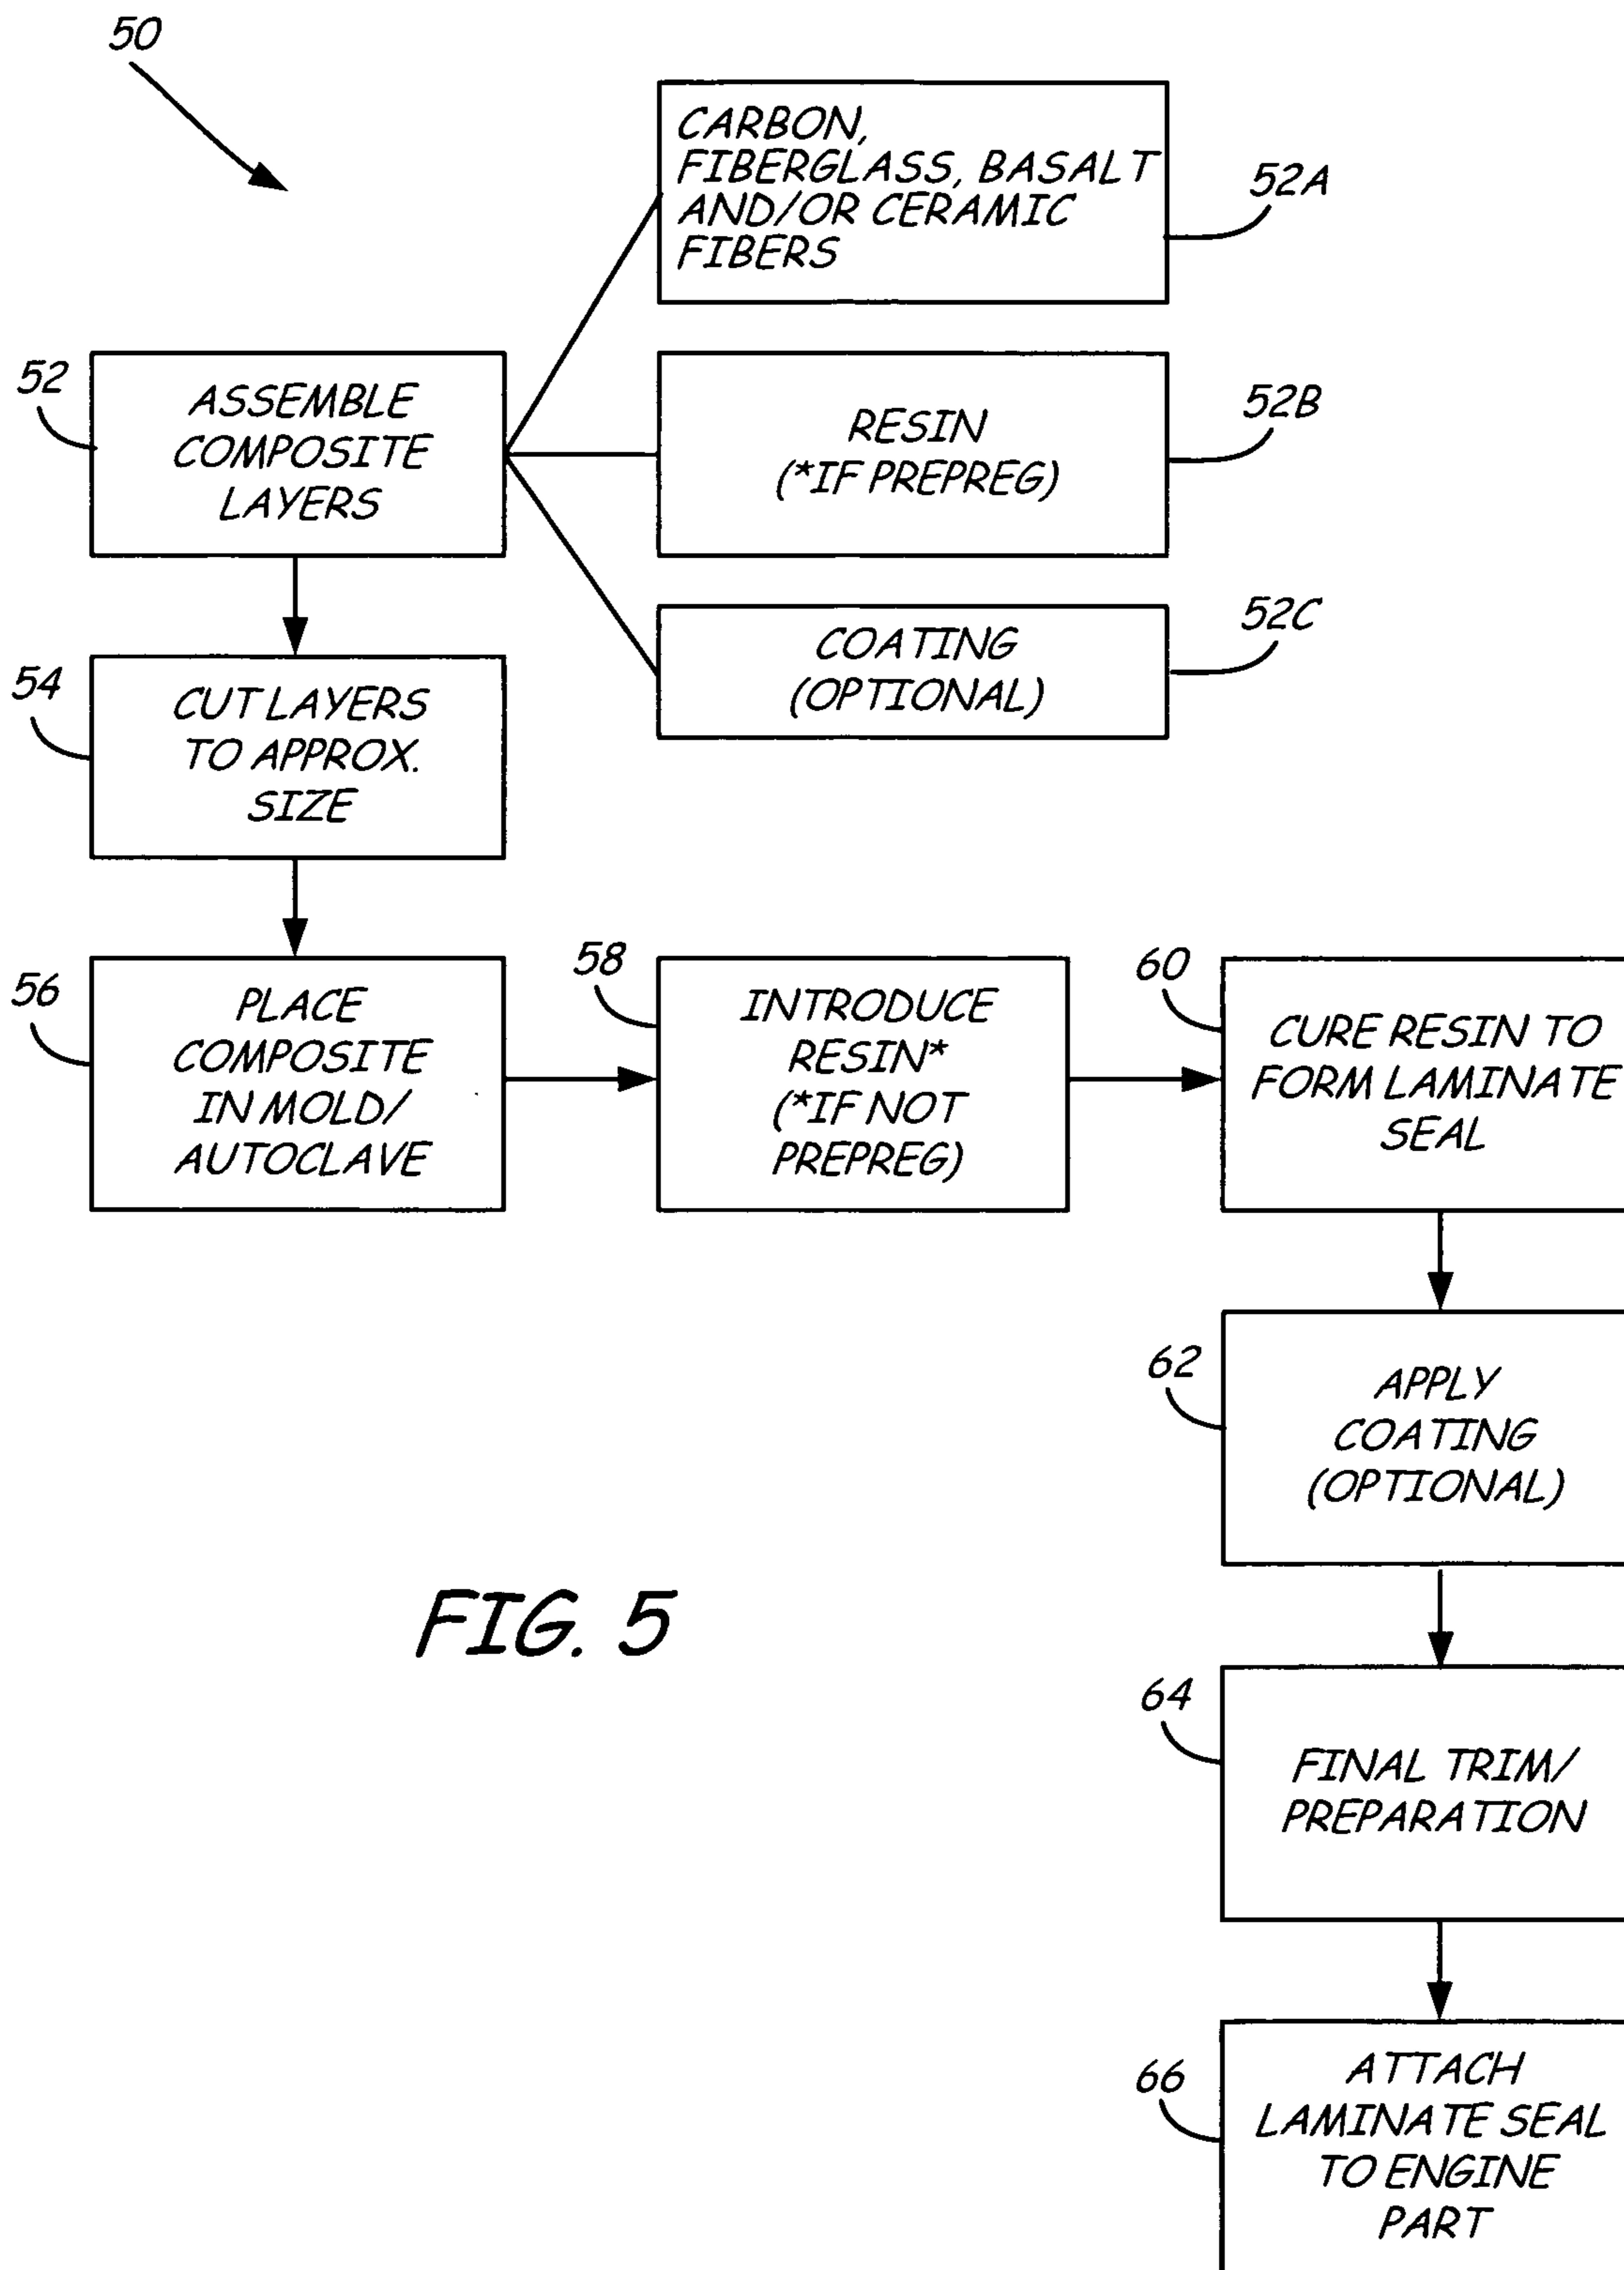 50
CARBON,
FIBERGLASS, BASALT
AND/OR CERAMIC
FIBERS
52A
52
ASSEMBLE
COMPOSITE
LAYERS
RESIN
(*IF PREPREG)
52B
COATING
(OPTIONAL)
52C
54
CUT LAYERS
TO APPROX.
SIZE
56
PLACE
COMPOSITE
IN MOLD/
AUTOCLAVE
58
INTRODUCE
RESIN*
(*IF NOT
PREPREG)
60
CURE RESIN TO
FORM LAMINATE
SEAL
62
APPLY
COATING
(OPTIONAL)
FIG. 5
64
FINAL TRIM/
PREPARATION
66
ATTACH
LAMINATE SEAL
TO ENGINE
PART